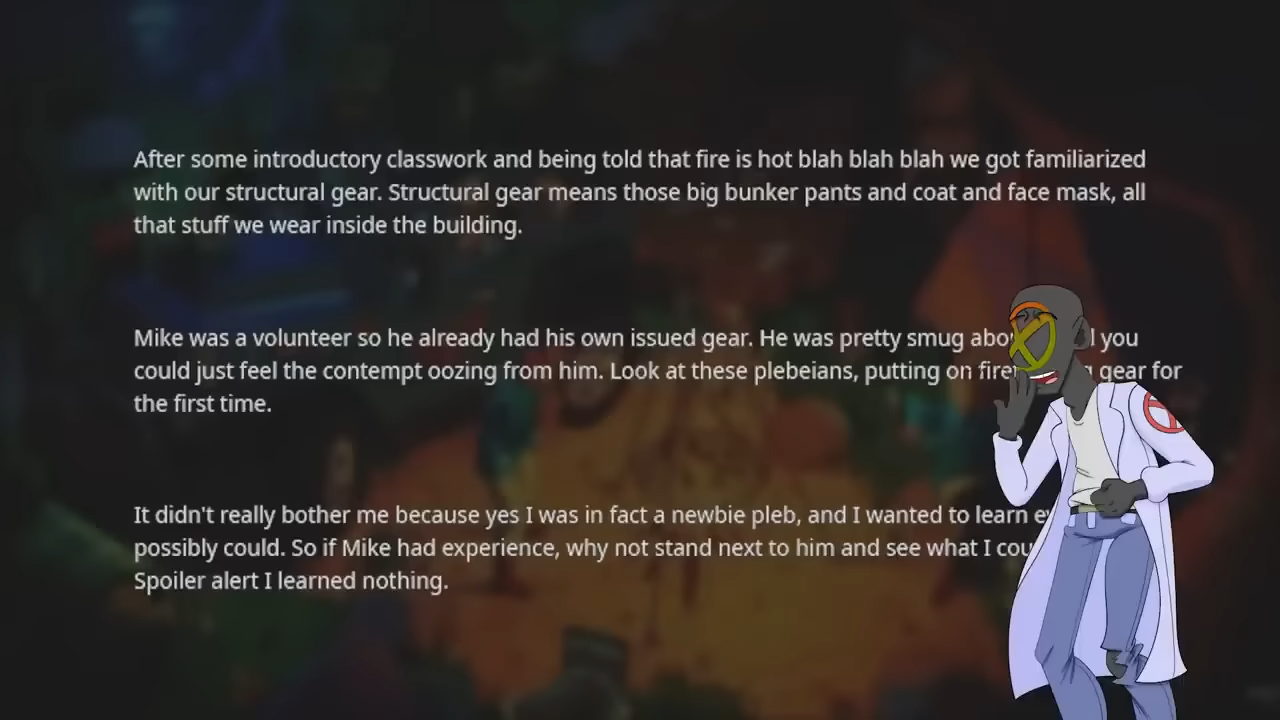 After some introductory classwork and being told that fire is hot blah blah blah we got familiarized
with our structural gear. Structural gear means those big bunker pants and coat and face mask, all
that stuff we wear inside the building.
Mike was a volunteer so he already had his own issued gear. He was pretty smug you
could just feel the contempt oozing from him. Look at these plebeians, putting on gear for
the first time.
It didn't really bother me because yes I was in fact a newbie pleb, and I wanted to learn
possibly could. So if Mike had experience, why not stand next to him and see what I
Spoiler alert I learned nothing.